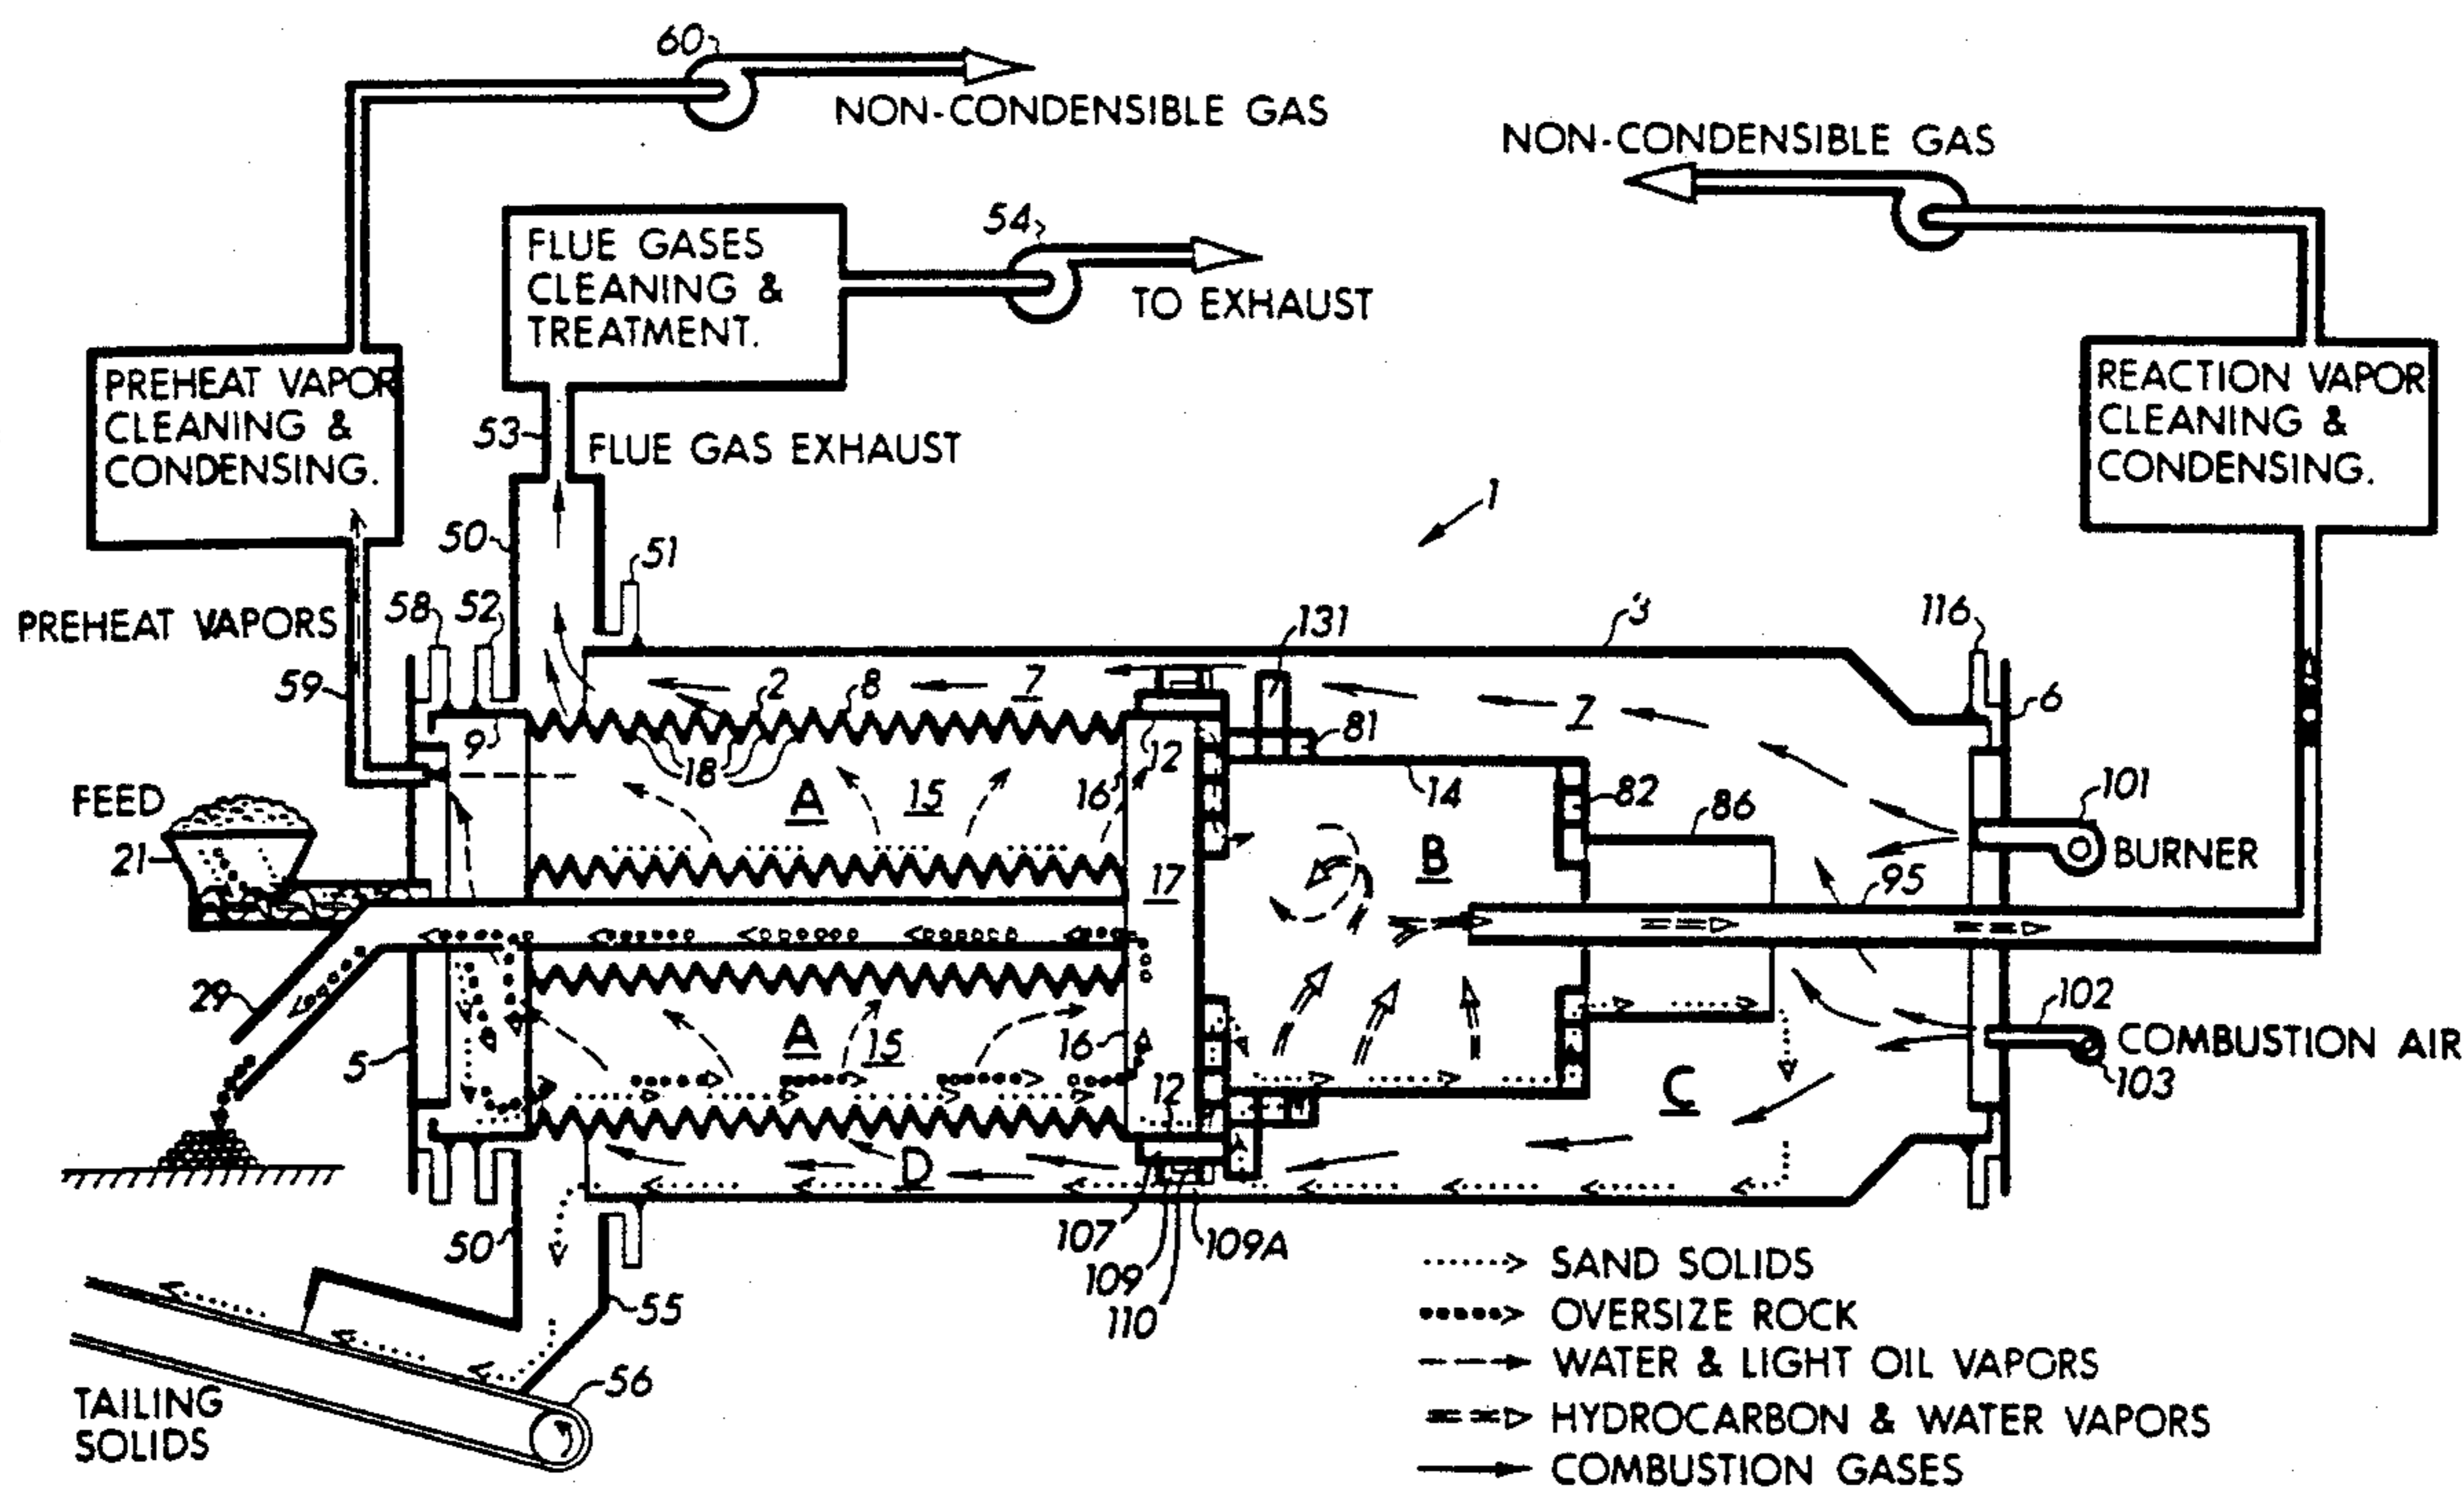 60
NON-CONDENSIBLE GAS
NON-CONDENSIBLE GAS
54
FLUE GASES
CLEANING &
TREATMENT.
TO EXHAUST
PREHEAT VAPOR
CLEANING &
CONDENSING.
REACTION VAPOR
CLEANING &
CONDENSING.
53
FLUE GAS EXHAUST
1
50
51
PREHEAT VAPORS
58
52
131
3
116
59
2
8
7
7
6
9
18
12
81
FEED
A
15
16
14
82
86
101
21
B
BURNER
17
95
29
A
15
16
102
5
C
COMBUSTION AIR
12
103
D
50
107
109A
109
110
SAND SOLIDS
55
OVERSIZE ROCK
WATER & LIGHT OIL VAPORS
56
TAILING
SOLIDS
HYDROCARBON & WATER VAPORS
COMBUSTION GASES